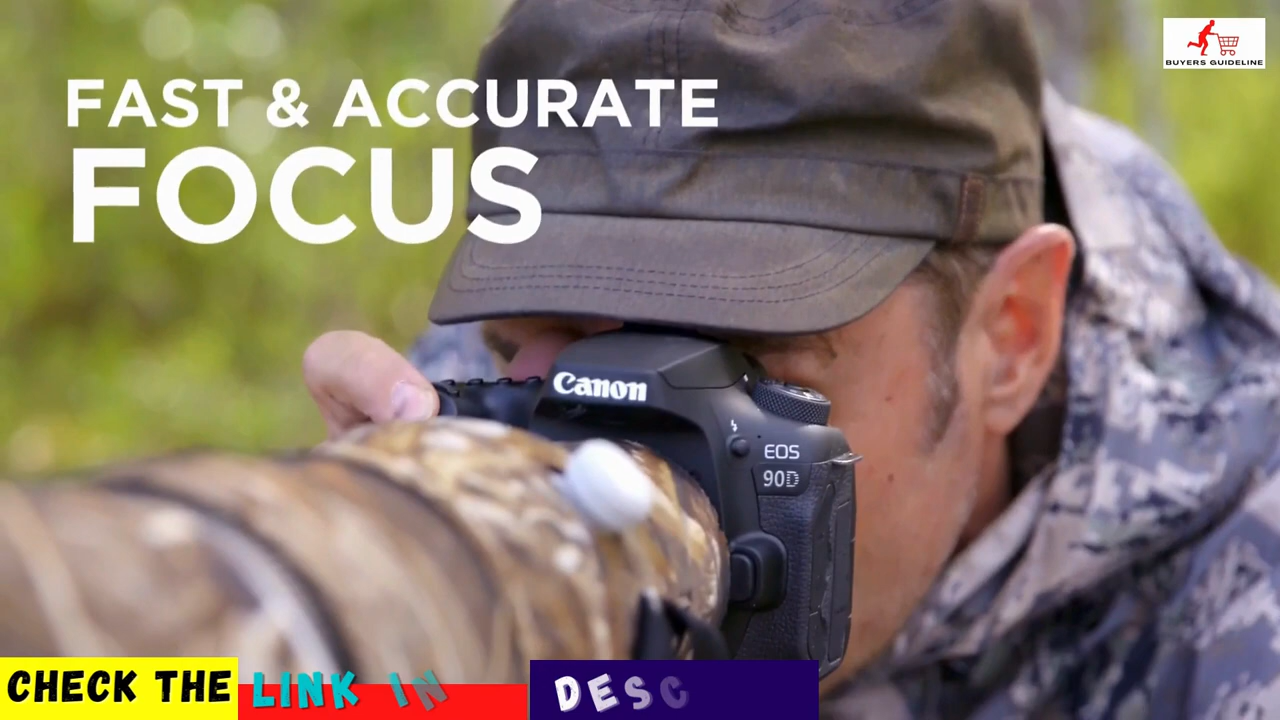 BUYERS GUIDELINE
FAST & ACCURATE
FOCUS
Canon
EOS
90D
CHECK THE LINK IN DESC